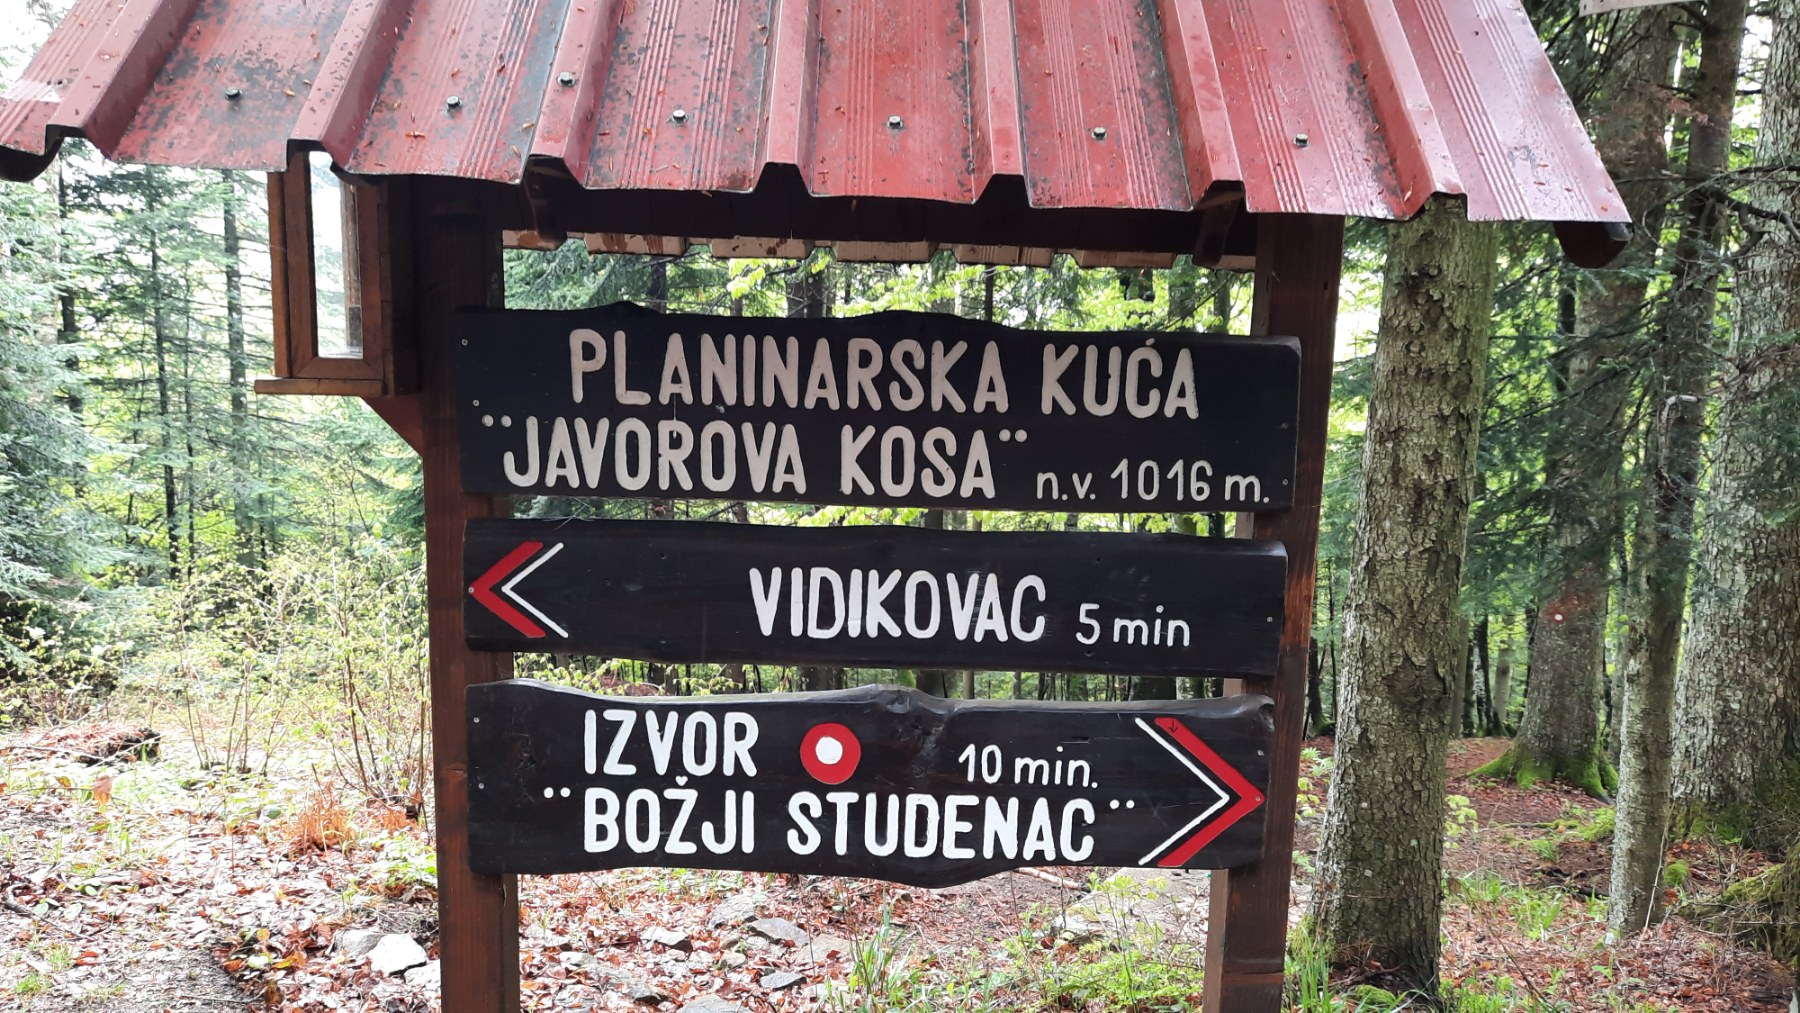 PLANINARSKA KUĆA
¨JAVOROVA KOSA¨ n.v. 1016 m.
VIDIKOVAC 5 min
IZVOR 10 min.
¨BOŽJI STUDENAC¨